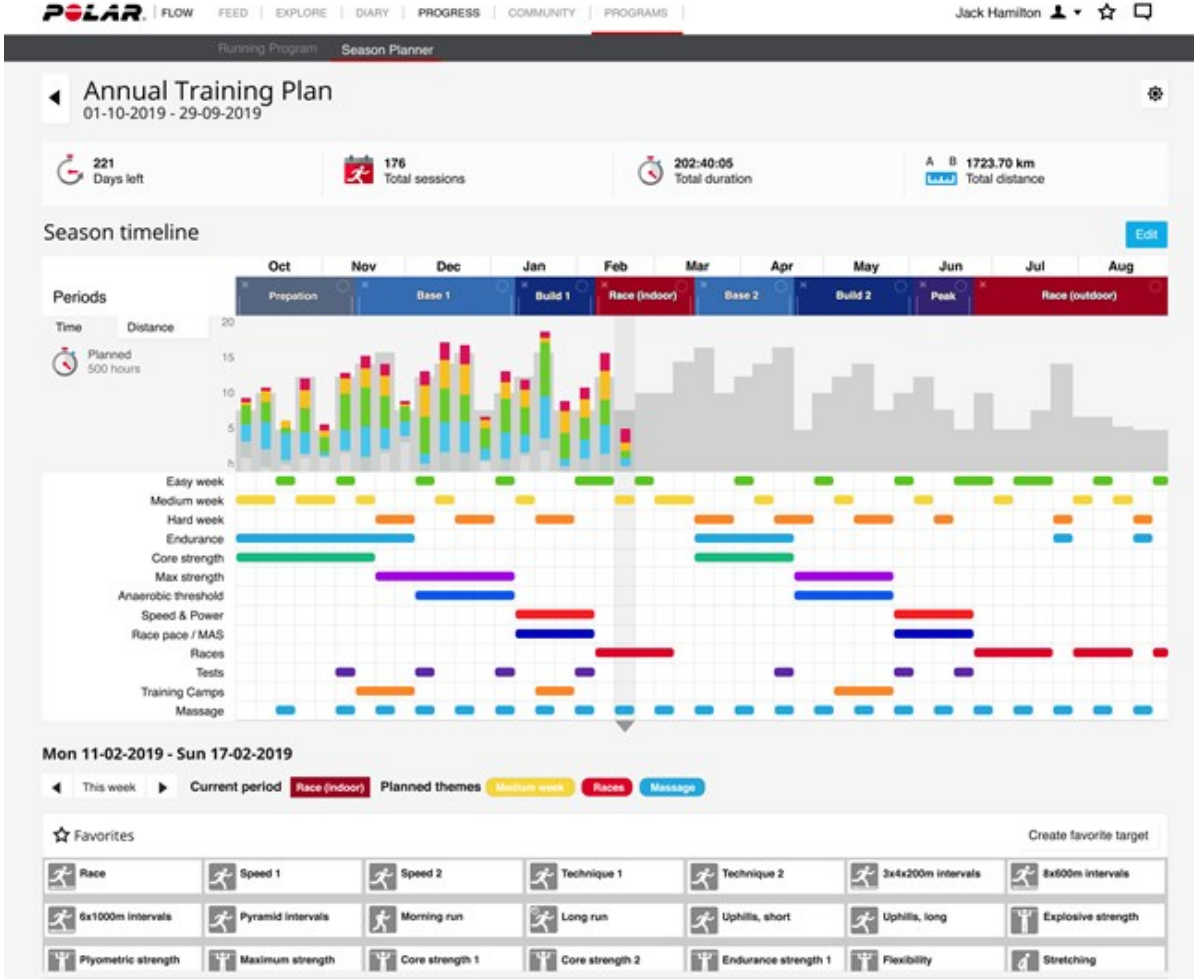 POLAR. FLOW FEED EXPLORE DIARY PROGRESS COMMUNITY PROGRAMS Jack Hamilton
Running Program Season Planner
Annual Training Plan
01-10-2019 - 29-09-2019
221 176 202:40:05 A B 1723.70 km
Days left Total sessions Total duration Total distance
Season timeline Edit
Oct Nov Dec Jan Feb Mar Apr May Jun Jul Aug
Periods Prepation Base 1 Build 1 Race (indoor) Base 2 Build 2 Peak Race (outdoor)
Time Distance 20
Planned
500 hours
15
10
5
h
Easy week
Medium week
Hard week
Endurance
Core strength
Max strength
Anaerobic threshold
Speed & Power
Race pace / MAS
Races
Tests
Training Camps
Massage
Mon 11-02-2019 - Sun 17-02-2019
This week Current period Race (indoor) Planned themes Medium week Races Massage
Favorites Create favorite target
Race Speed 1 Speed 2 Technique 1 Technique 2 3x4x200m intervals 8x600m intervals
6x1000m intervals Pyramid intervals Morning run Long run Uphills, short Uphills, long Explosive strength
Plyometric strength Maximum strength Core strength 1 Core strength 2 Endurance strength 1 Flexibility Stretching